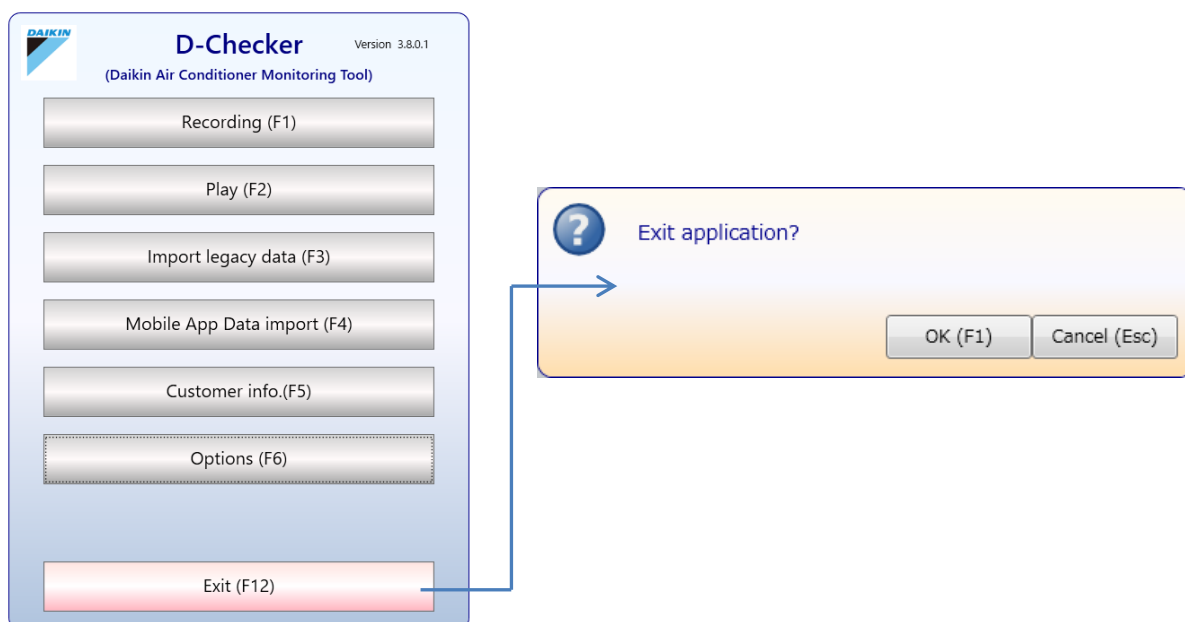 DAIKIN
D-Checker Version 3.8.0.1
(Daikin Air Conditioner Monitoring Tool)
Recording (F1)
Play (F2)
Import legacy data (F3)
Mobile App Data import (F4)
Customer info.(F5)
Options (F6)
Exit (F12)
?
Exit application?
OK (F1) Cancel (Esc)